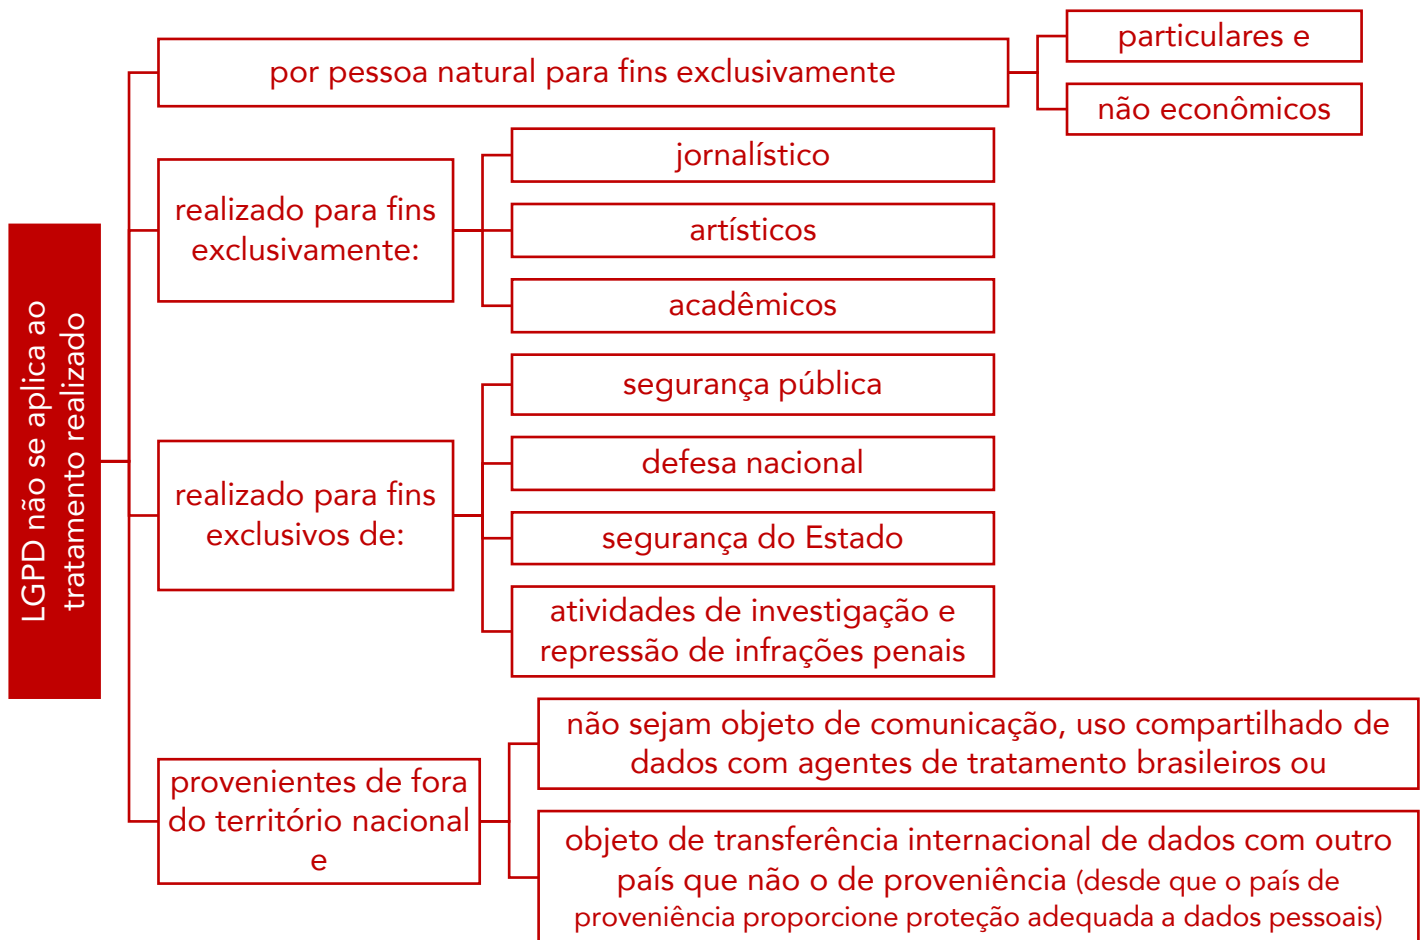 LGPD não se aplica ao
tratamento realizado
por pessoa natural para fins exclusivamente
particulares e
não econômicos
realizado para fins
exclusivamente:
jornalístico
artísticos
acadêmicos
realizado para fins
exclusivos de:
segurança pública
defesa nacional
segurança do Estado
atividades de investigação e
repressão de infrações penais
provenientes de fora
do território nacional
e
não sejam objeto de comunicação, uso compartilhado de
dados com agentes de tratamento brasileiros ou
objeto de transferência internacional de dados com outro
país que não o de proveniência (desde que o país de
proveniência proporcione proteção adequada a dados pessoais)